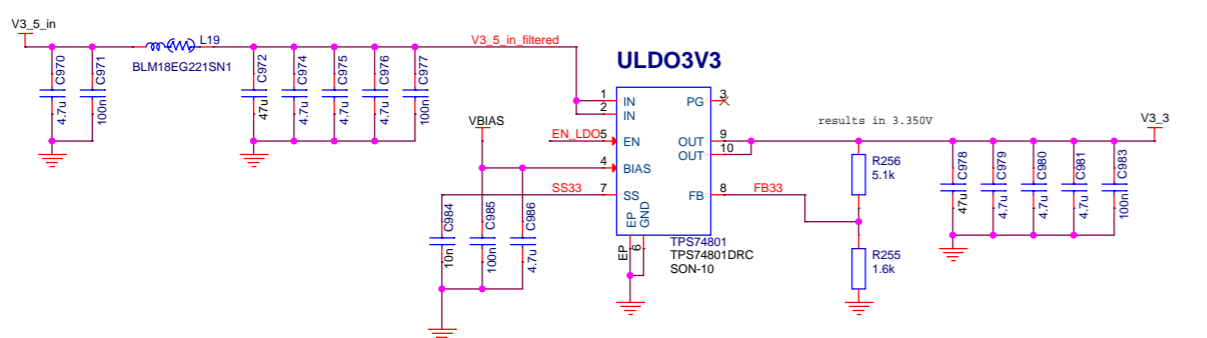 V3_5_in
L19
BLM18EG221SN1
C970
4.7u
C971
100n
C972
47u
C974
4.7u
C975
4.7u
C976
4.7u
C977
100n
V3_5_in_filtered
ULDO3V3
1
IN
2
IN
EN_LDO
5
EN
VBIAS
4
BIAS
SS33
7
SS
C984
10n
C985
100n
C986
4.7u
PG
3
OUT
9
OUT
10
FB
8
FB33
EP
GND
EP
6
TPS74801
TPS74801DRC
SON-10
results in 3.350V
R256
5.1k
R255
1.6k
V3_3
C978
47u
C979
4.7u
C980
4.7u
C981
4.7u
C983
100n